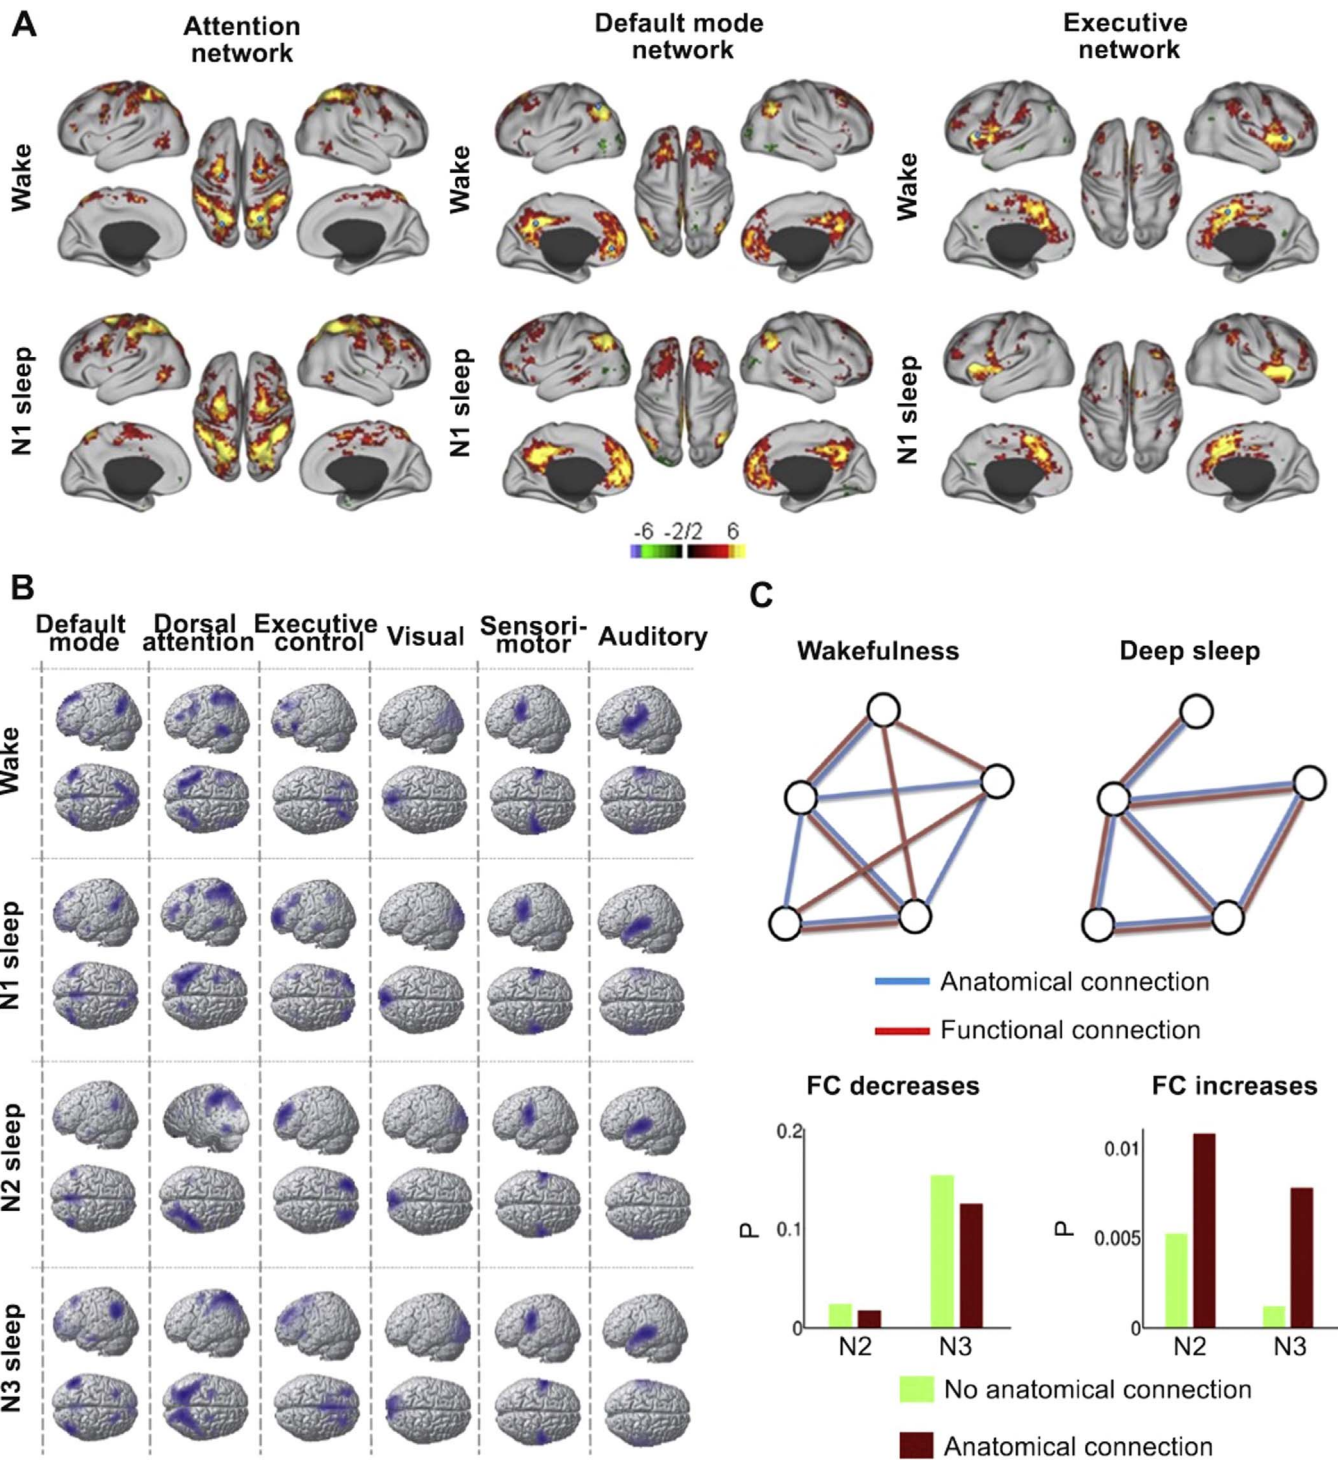 A
Attention
network
Default mode
network
Executive
network
Wake
Wake
Wake
N1 sleep
N1 sleep
N1 sleep
-6 -2/2 6
B
Default
mode
Dorsal
attention
Executive
control
Visual
Sensori-
motor
Auditory
Wake
N1 sleep
N2 sleep
N3 sleep
C
Wakefulness
Deep sleep
Anatomical connection
Functional connection
FC decreases
0.2
0.1
0
P
N2 N3
FC increases
0.01
0.005
0
P
N2 N3
No anatomical connection
Anatomical connection